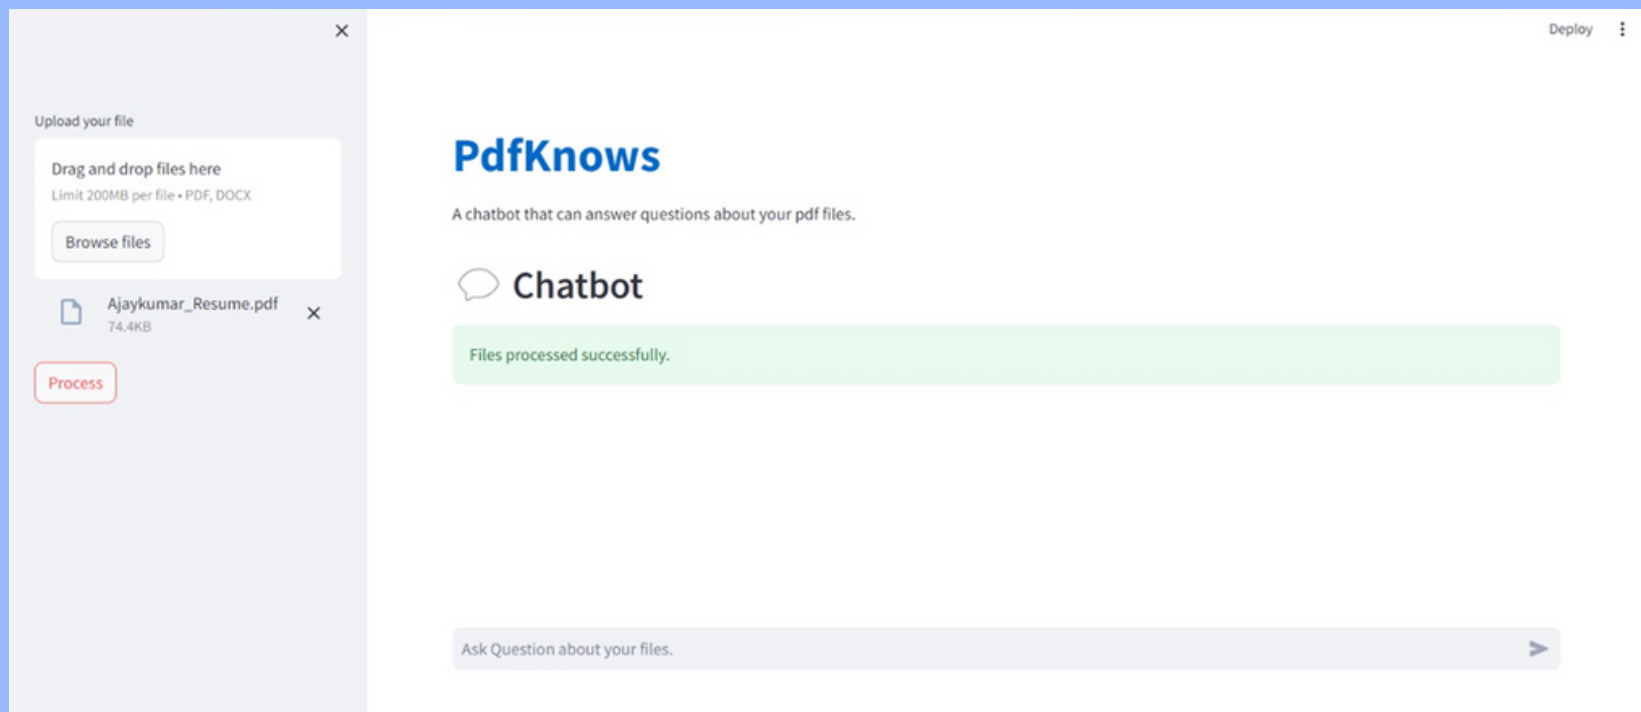 Deploy
Upload your file
Drag and drop files here
Limit 200MB per file • PDF, DOCX
Browse files
Ajaykumar_Resume.pdf
74.4KB
Process
PdfKnows
A chatbot that can answer questions about your pdf files.
Chatbot
Files processed successfully.
Ask Question about your files.